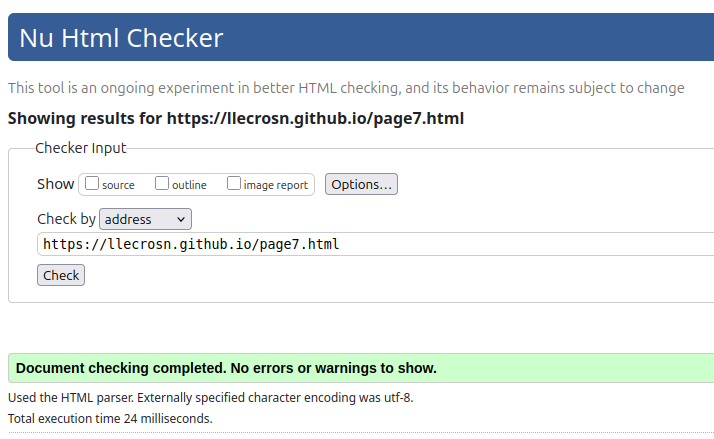 Nu Html Checker
This tool is an ongoing experiment in better HTML checking, and its behavior remains subject to change
Showing results for https://llecrosn.github.io/page7.html
Checker Input
Show source outline image report Options...
Check by address
https://llecrosn.github.io/page7.html
Check
Document checking completed. No errors or warnings to show.
Used the HTML parser. Externally specified character encoding was utf-8.
Total execution time 24 milliseconds.